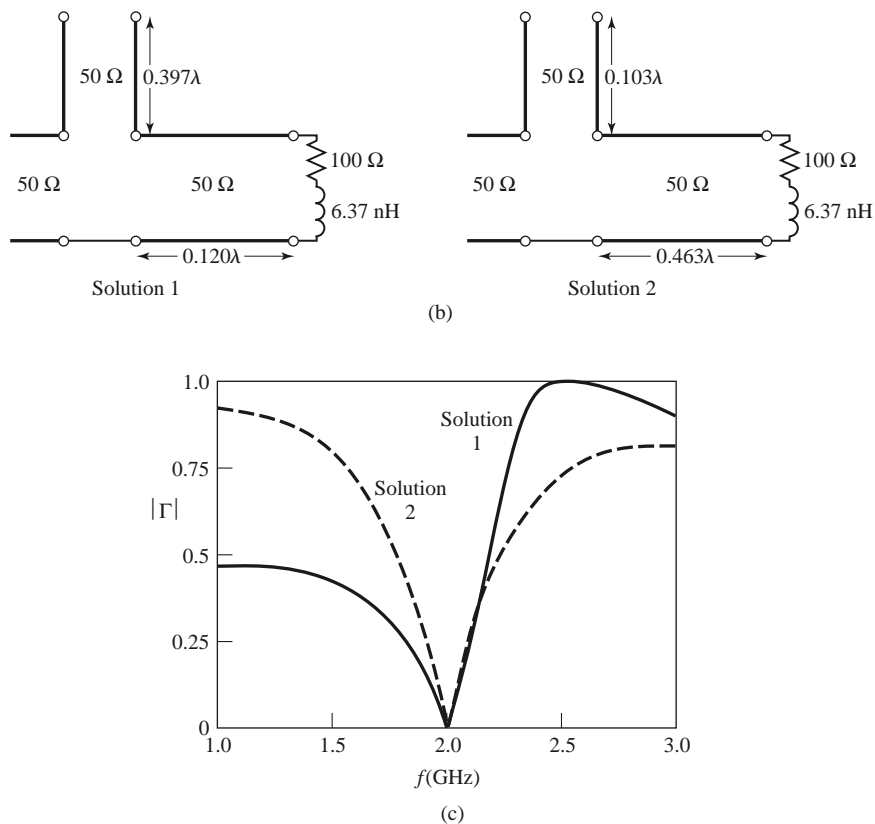 50 Ω 0.397λ
50 Ω 0.103λ
100 Ω
100 Ω
50 Ω 50 Ω
50 Ω 50 Ω
6.37 nH
6.37 nH
0.120λ
0.463λ
Solution 1
Solution 2
(b)
1.0
0.75
0.5
0.25
0
|Γ|
Solution
1
Solution
2
1.0 1.5 2.0 2.5 3.0
f(GHz)
(c)